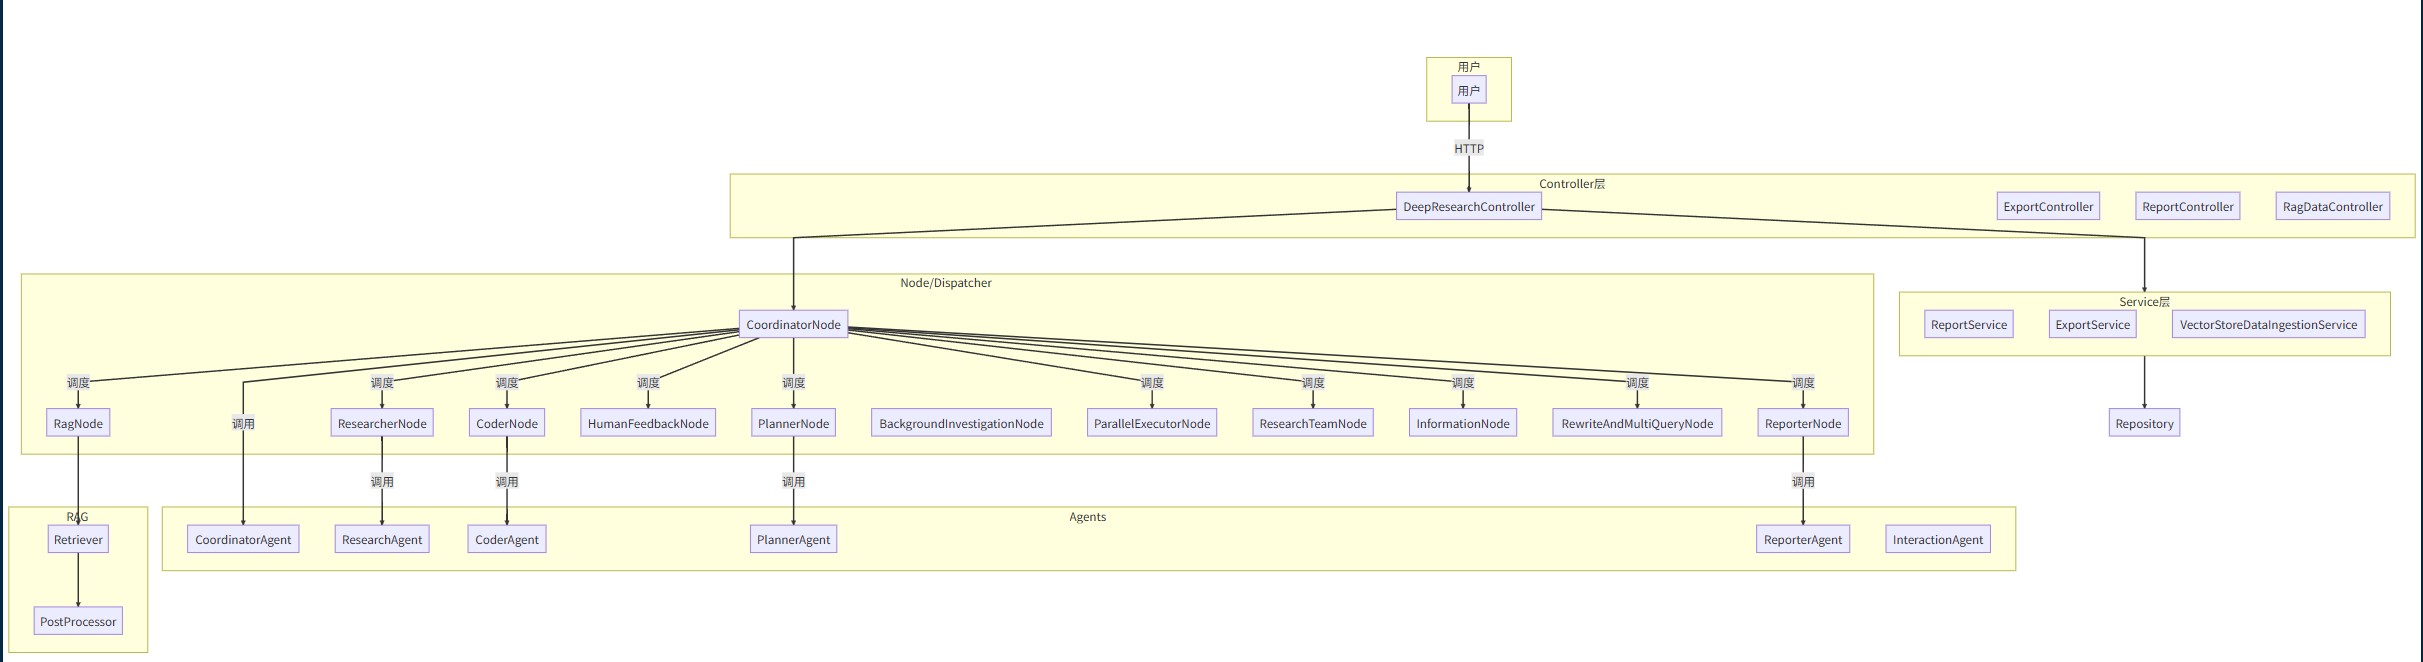 用户
用户
HTTP
Controller层
DeepResearchController
ExportController
ReportController
RagDataController
Node/Dispatcher
CoordinatorNode
Service层
ReportService
ExportService
VectorStoreDataIngestionService
调度
调度
调度
调度
调度
调度
调度
调度
调度
调度
RagNode
调用
ResearcherNode
CoderNode
HumanFeedbackNode
PlannerNode
BackgroundInvestigationNode
ParallelExecutorNode
ResearchTeamNode
InformationNode
RewriteAndMultiQueryNode
ReporterNode
Repository
调用
调用
调用
调用
RAG
Agents
Retriever
CoordinatorAgent
ResearchAgent
CoderAgent
PlannerAgent
ReporterAgent
InteractionAgent
PostProcessor